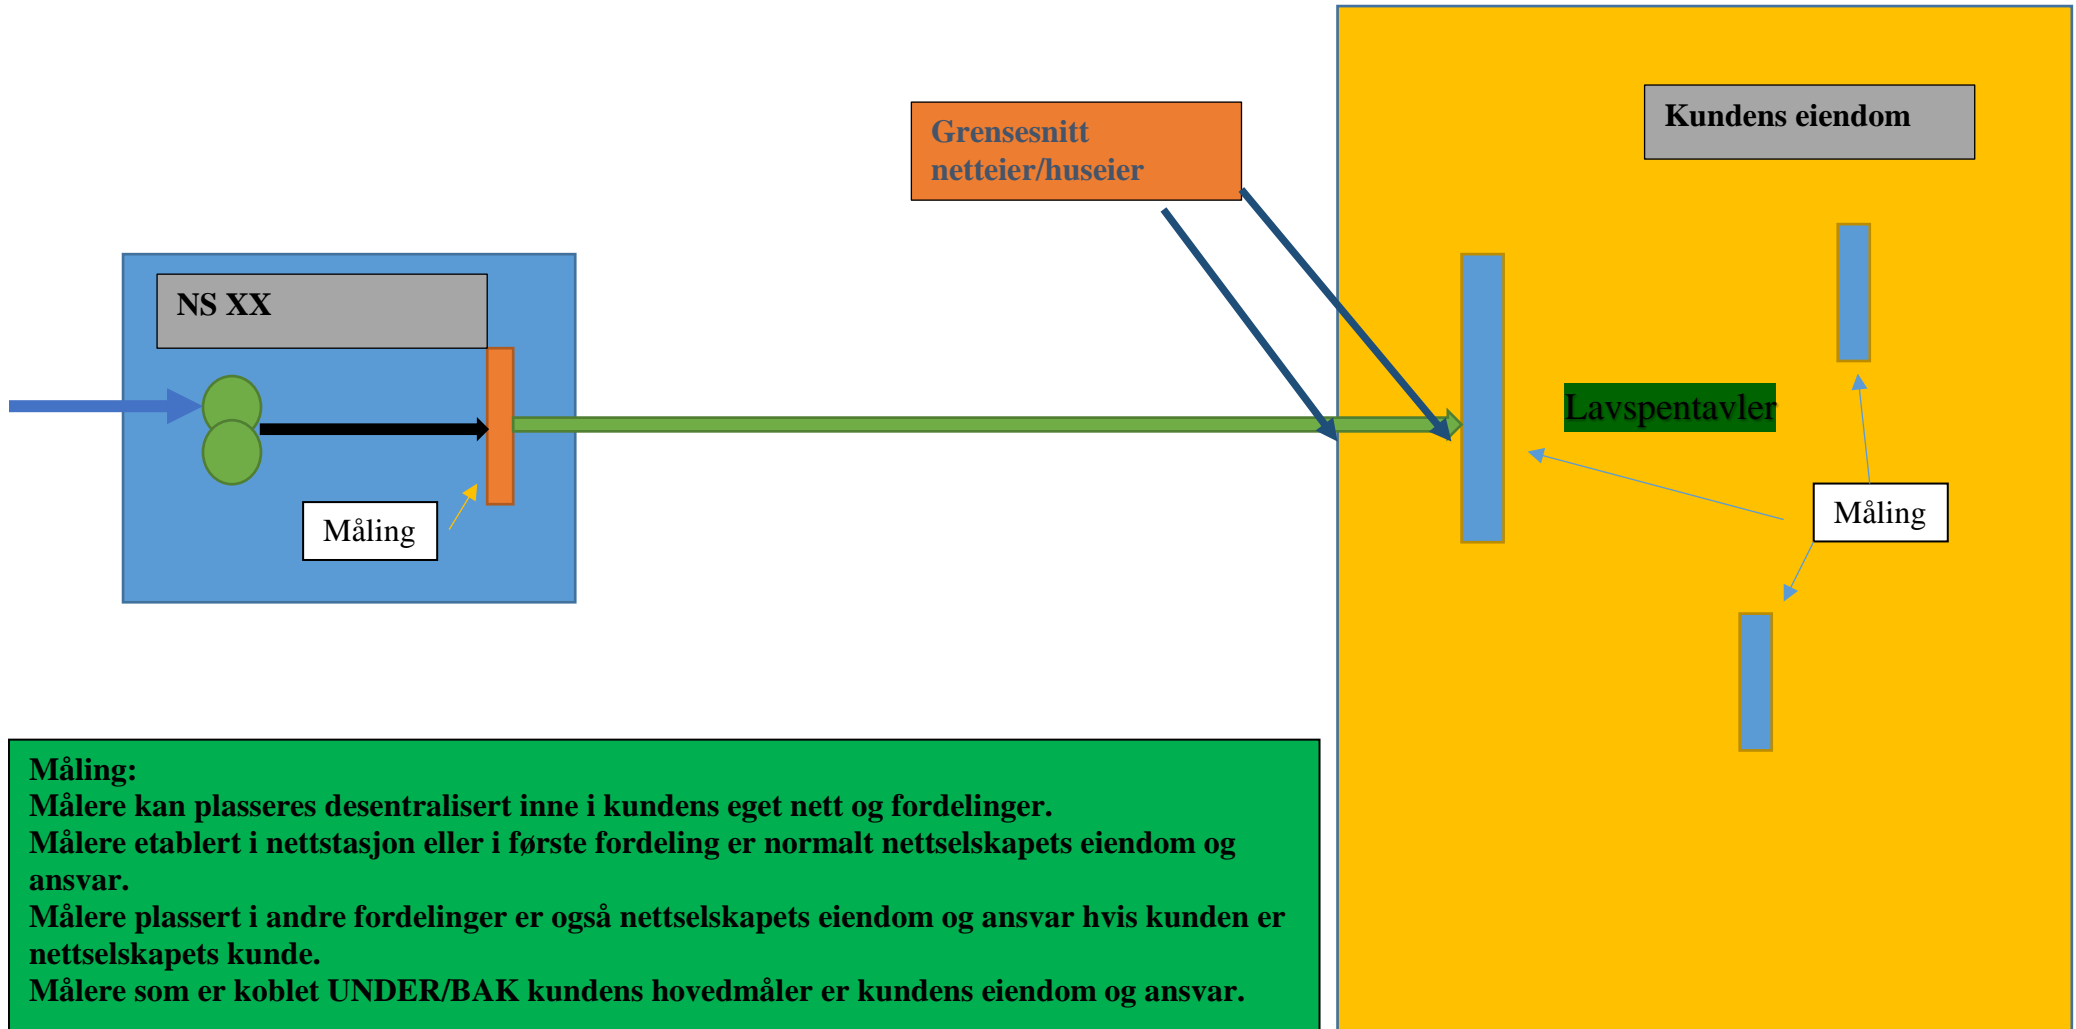 Grensesnitt
netteier/huseier
Kundens eiendom
NS XX
Måling
Lavspentavler
Måling
Måling:
Målere kan plasseres desentralisert inne i kundens eget nett og fordelinger.
Målere etablert i nettstasjon eller i første fordeling er normalt nettselskapets eiendom og
ansvar.
Målere plassert i andre fordelinger er også nettselskapets eiendom og ansvar hvis kunden er
nettselskapets kunde.
Målere som er koblet UNDER/BAK kundens hovedmåler er kundens eiendom og ansvar.